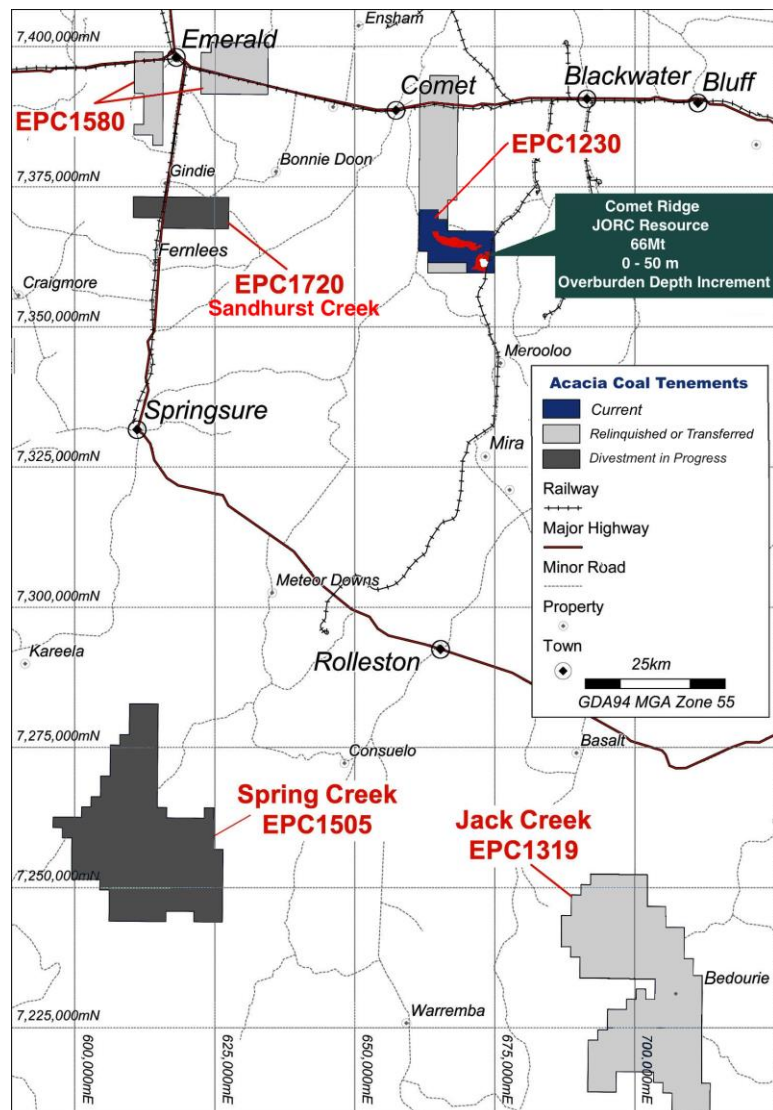 Ensham
7,400,000mN
Emerald
Comet
Blackwater
Bluff
EPC1580
EPC1230
Bonnie Doon
Gindie
7,375,000mN
Comet Ridge
JORC Resource
66Mt
0 - 50 m
Overburden Depth Increment
Fernlees
EPC1720
Sandhurst Creek
Craigmore
7,350,000mN
Merooloo
Acacia Coal Tenements
Current
Relinquished or Transferred
Divestment in Progress
Railway
Major Highway
Minor Road
Property
Town
25km
GDA94 MGA Zone 55
Springsure
Mira
7,325,000mN
Meteor Downs
7,300,000mN
Kareela
Rolleston
7,275,000mN
Consuelo
Basalt
Spring Creek
EPC1505
Jack Creek
EPC1319
7,250,000mN
Bedourie
Warremba
7,225,000mN
600,000mE
625,000mE
650,000mE
675,000mE
700,000mE